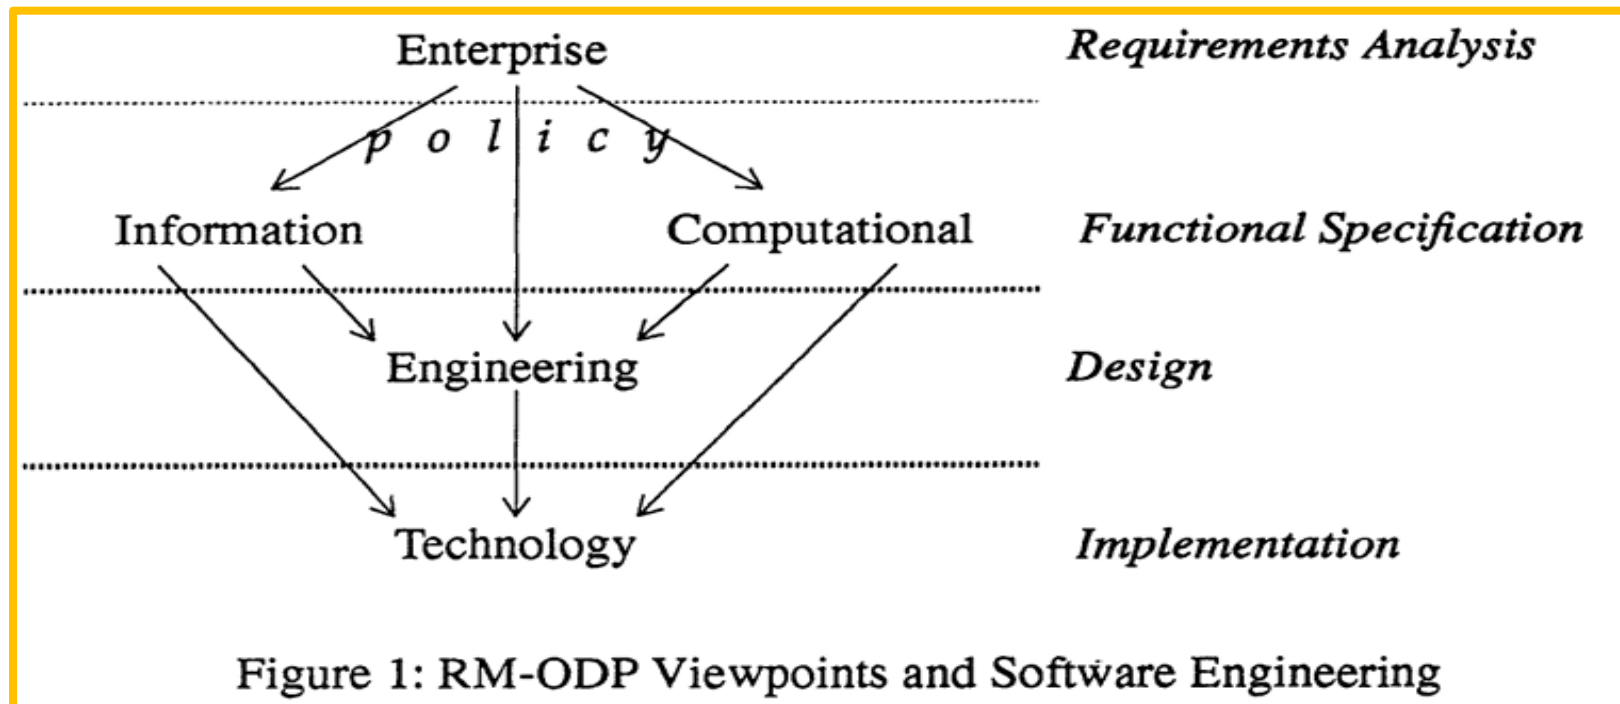 Enterprise Requirements Analysis
p o l i c y
Information Computational Functional Specification
Engineering Design
Technology Implementation
Figure 1: RM-ODP Viewpoints and Software Engineering